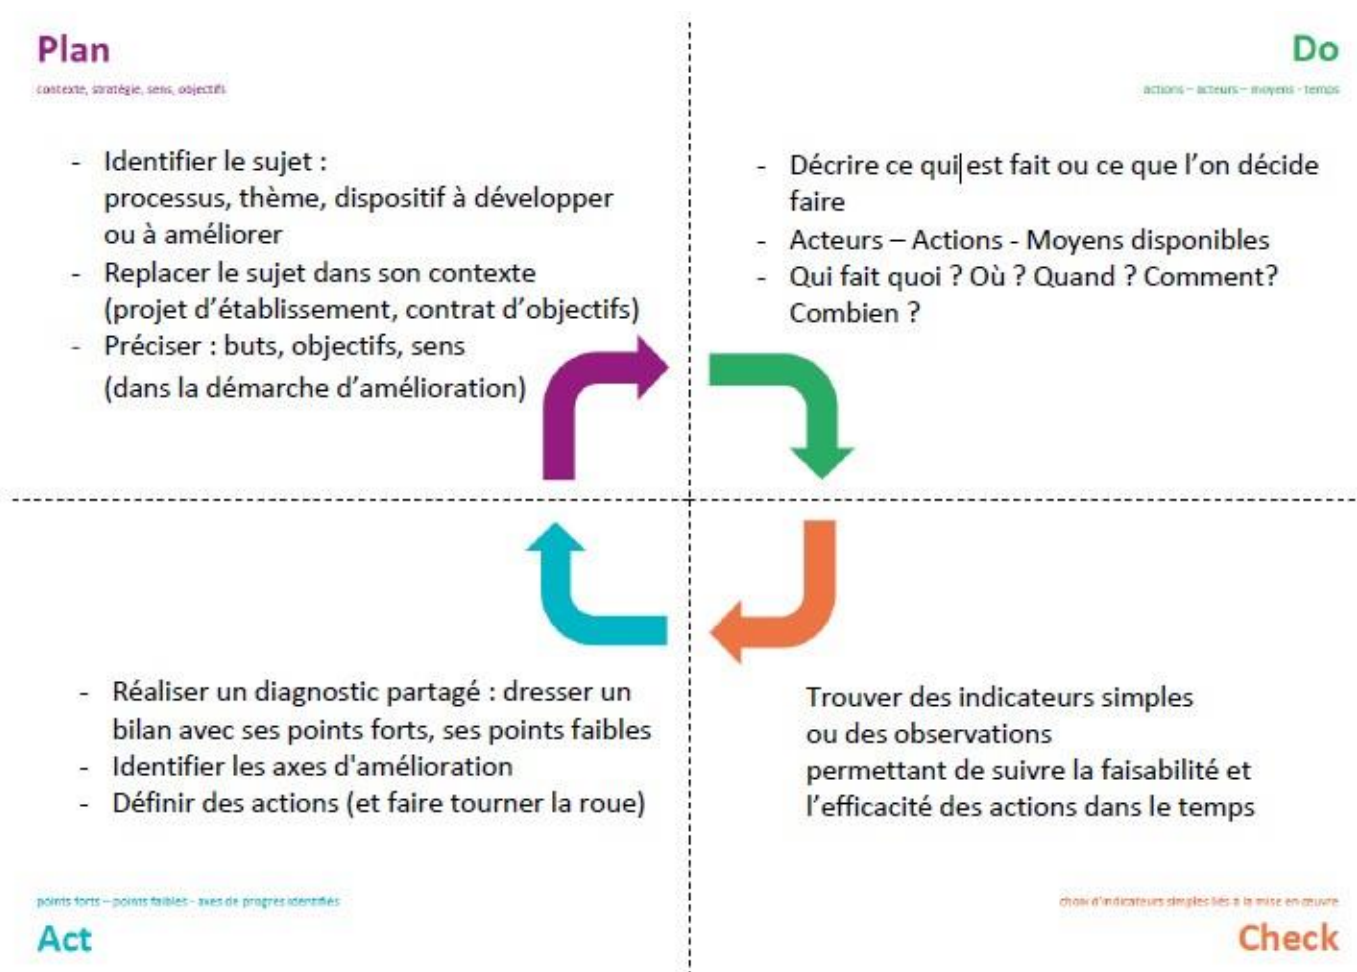 Plan
contexte, stratégie, sens, objectifs
- Identifier le sujet :
processus, thème, dispositif à développer
ou à améliorer
- Replacer le sujet dans son contexte
(projet d'établissement, contrat d'objectifs)
- Préciser : buts, objectifs, sens
(dans la démarche d'amélioration)
Do
actions – acteurs – moyens - temps
- Décrire ce qui est fait ou ce que l'on décide
faire
- Acteurs – Actions - Moyens disponibles
- Qui fait quoi ? Où ? Quand ? Comment?
Combien ?
- Réaliser un diagnostic partagé : dresser un
bilan avec ses points forts, ses points faibles
- Identifier les axes d'amélioration
- Définir des actions (et faire tourner la roue)
points forts – points faibles - axes de progrès identifiés
Act
Trouver des indicateurs simples
ou des observations
permettant de suivre la faisabilité et
l'efficacité des actions dans le temps
choix d'indicateurs simples liés à la mise en œuvre
Check